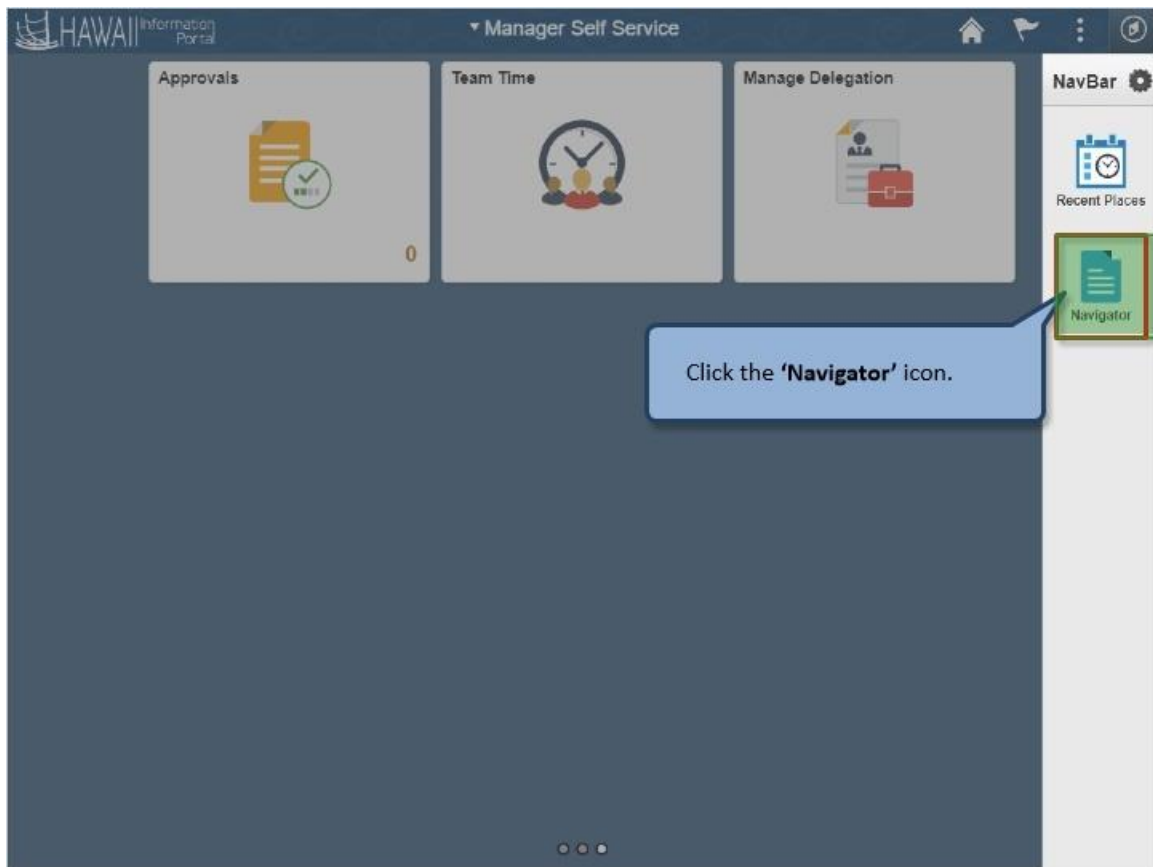 HAWAII Information Portal
Manager Self Service
Approvals
0
Team Time
Manage Delegation
NavBar
Recent Places
Navigator
Click the ‘Navigator’ icon.